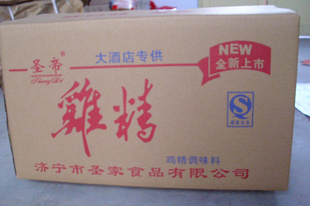 圣帝
大酒店专供
NEW
全新上市
雞精
鸡精调味料
济宁市圣家食品有限公司